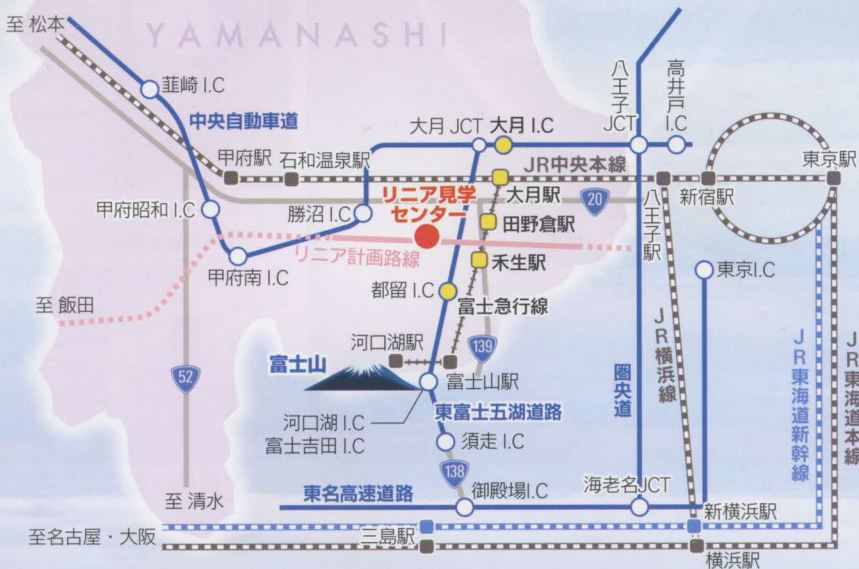 至 松本
YAMANASHI
韮崎 I.C
中央自動車道
大月 JCT
大月 I.C
八王子
JCT
高井戸
I.C
甲府駅
石和温泉駅
JR中央本線
東京駅
リニア見学
センター
大月駅
20
八王子駅
新宿駅
甲府昭和 I.C
勝沼 I.C
田野倉駅
リニア計画路線
禾生駅
甲府南 I.C
東京 I.C
至 飯田
都留 I.C
富士急行線
河口湖駅
139
52
富士山
富士山駅
圏央道
JR横浜線
JR東海道新幹線
JR東海道本線
河口湖 I.C
富士吉田 I.C
東富士五湖道路
須走 I.C
138
至 清水
東名高速道路
御殿場I.C
海老名JCT
新横浜駅
至名古屋・大阪
三島駅
横浜駅